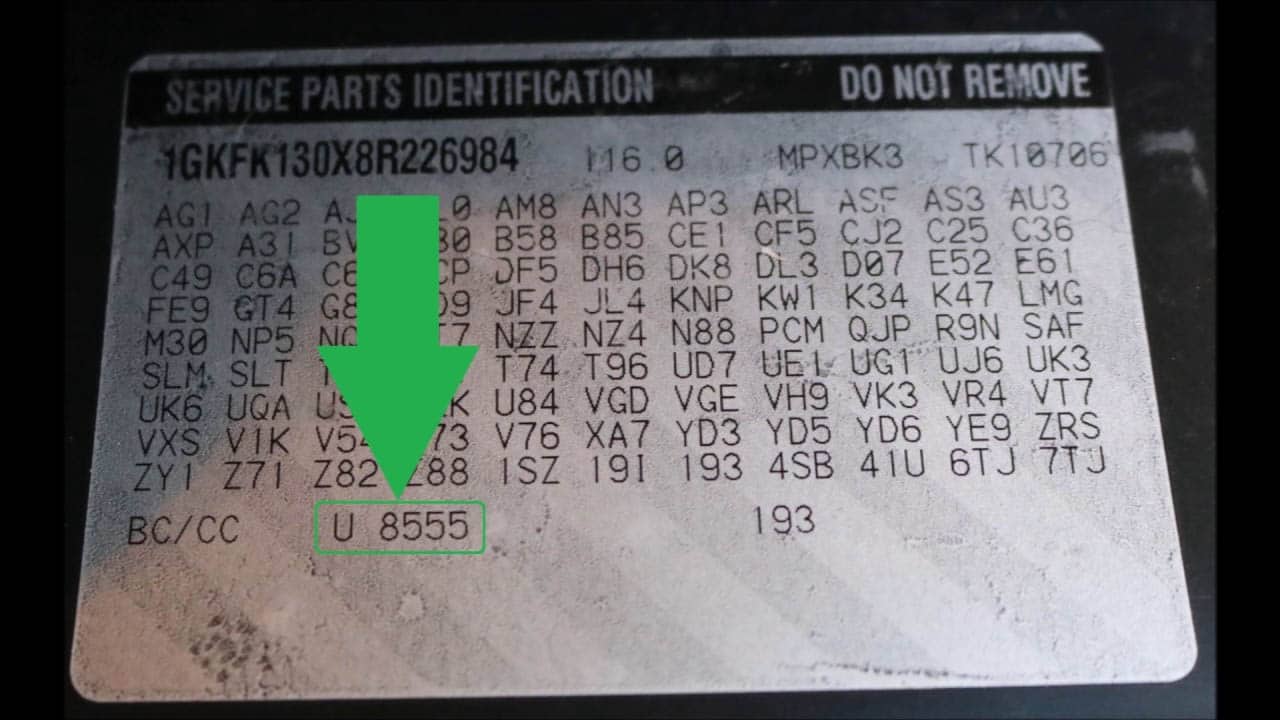 SERVICE PARTS IDENTIFICATION DO NOT REMOVE
1GKFK130X8R226984 116.0 MPXBK3 TK10706
AG1 AG2 AM8 AN3 AP3 ARL ASF AS3 AU3
AXP A31 B58 B85 CE1 CF5 CJ2 C25 C36
C49 C6A DF5 DH6 DK8 DL3 D07 E52 E61
FE9 GT4 JF4 JL4 KNP KW1 K34 K47 LMG
M30 NP5 NZZ NZ4 N88 PCM QJP R9N SAF
SLM SLT T74 T96 UD7 UE1 UG1 UJ6 UK3
UK6 UQA U84 VGD VGE VH9 VK3 VR4 VT7
VXS V1K V54 V76 XA7 YD3 YD5 YD6 YE9 ZRS
ZY1 Z71 Z82 Z88 1SZ 19I 193 4SB 41U 6TJ 7TJ
BC/CC U 8555 193